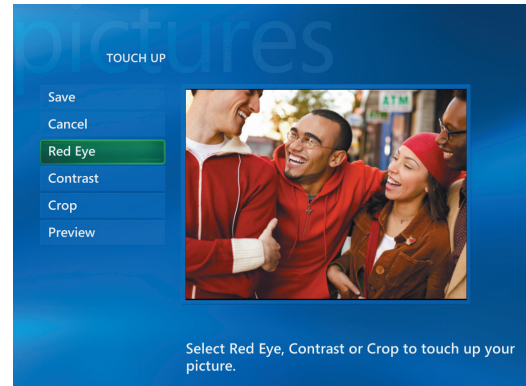 pictures
TOUCH UP
Save
Cancel
Red Eye
Contrast
Crop
Preview
ATM
Select Red Eye, Contrast or Crop to touch up your
picture.